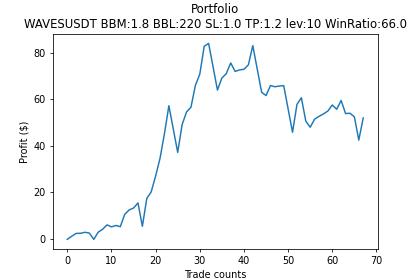 Portfolio
WAVESUSDT BBM:1.8 BBL:220 SL:1.0 TP:1.2 lev:10 WinRatio:66.0
80
60
40
20
0
Profit ($)
0 10 20 30 40 50 60 70
Trade counts